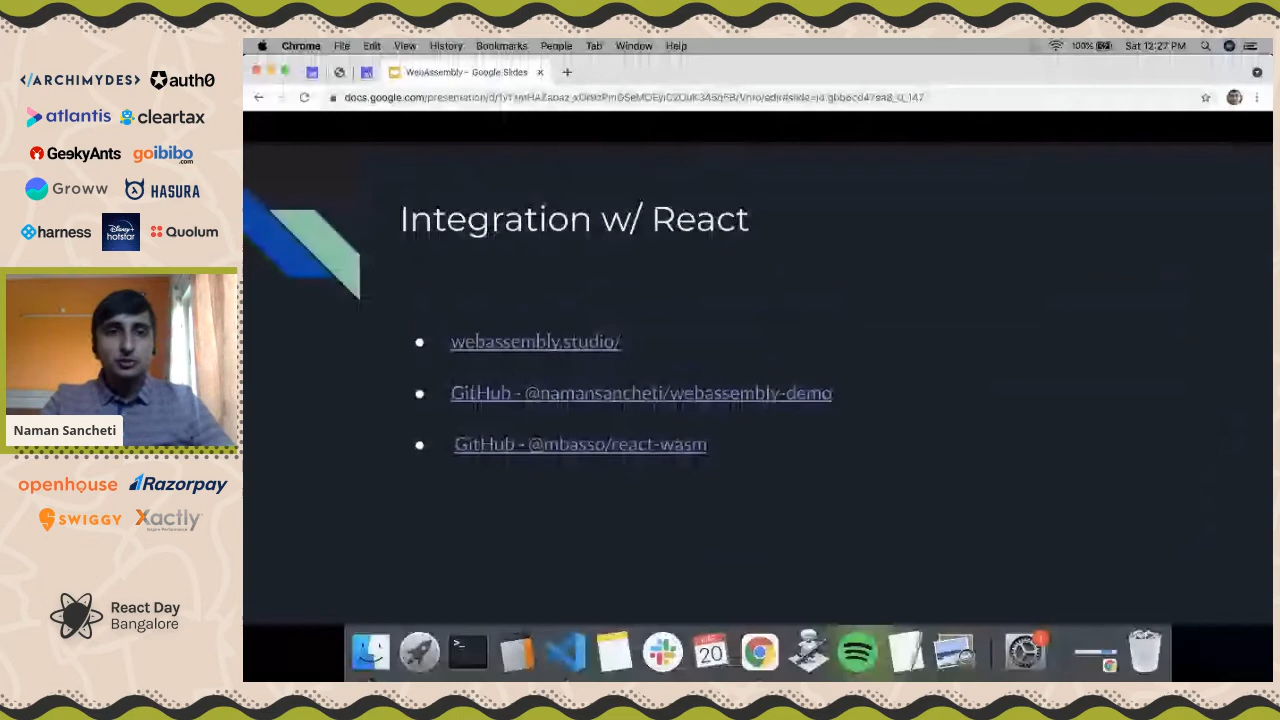 Chrome File Edit View History Bookmarks People Tab Window Help
100%
Sat 12:27 PM
WebAssembly - Google Slides
</ARCHIMYDES>
auth0
atlantis
cleartax
GeekyAnts
goibibo
.com
Groww
HASURA
harness
Disney+
hotstar
Quolum
Naman Sancheti
openhouse
Razorpay
SWIGGY
Xactly
React Day
Bangalore
Integration w/ React
webassembly.studio/
GitHub - @namansancheti/webassembly-demo
GitHub - @mbasso/react-wasm
20